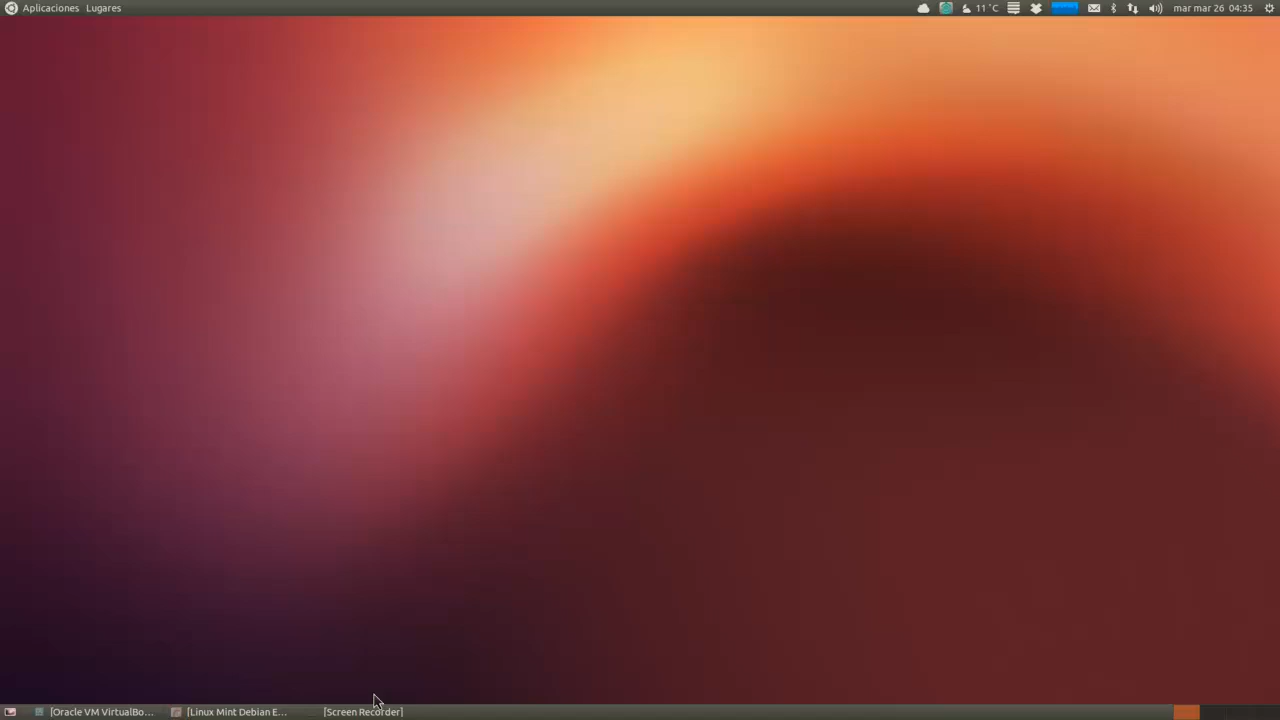 Aplicaciones Lugares 11 °C mar mar 26 04:35
[Oracle VM VirtualBo... [Linux Mint Debian E... [Screen Recorder]